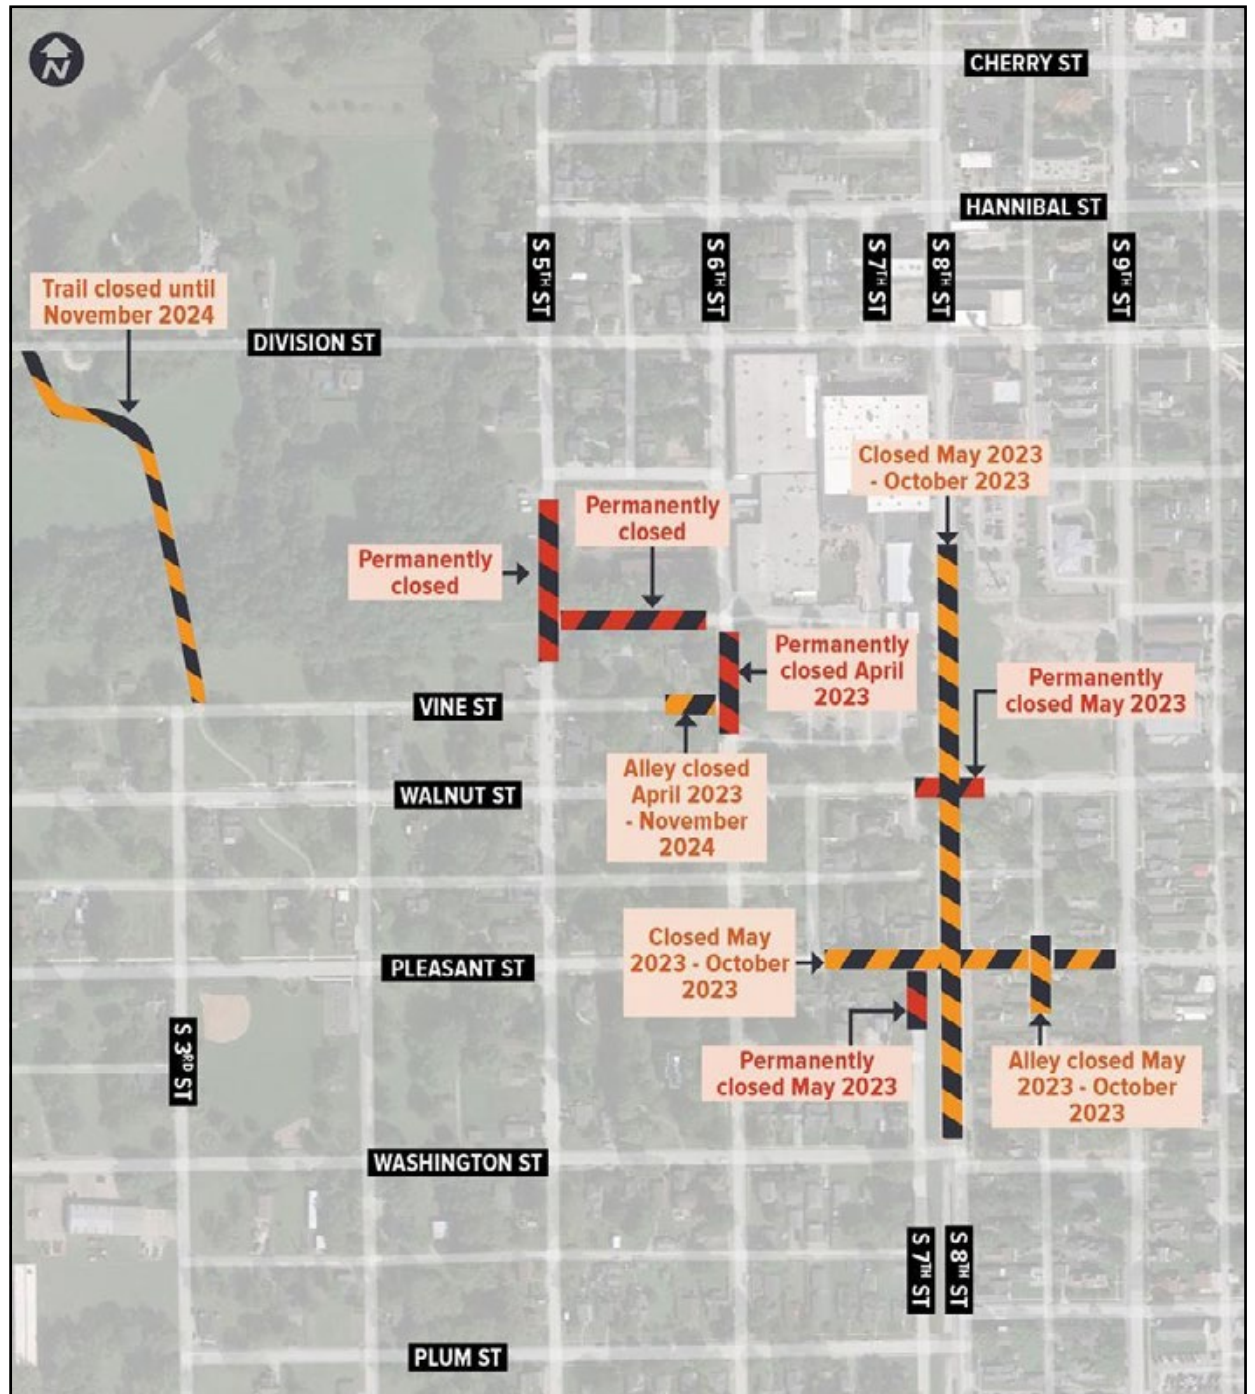 N
CHERRY ST
HANNIBAL ST
S 5TH ST
S 6TH ST
S 7TH ST
S 8TH ST
S 9TH ST
Trail closed until
November 2024
DIVISION ST
Closed May 2023
- October 2023
Permanently
closed
Permanently
closed
Permanently
closed April
2023
Permanently
closed May 2023
VINE ST
Alley closed
April 2023
- November
2024
WALNUT ST
Closed May
2023 - October
2023
PLEASANT ST
S 3RD ST
Permanently
closed May 2023
Alley closed May
2023 - October
2023
WASHINGTON ST
S 7TH ST
S 8TH ST
PLUM ST